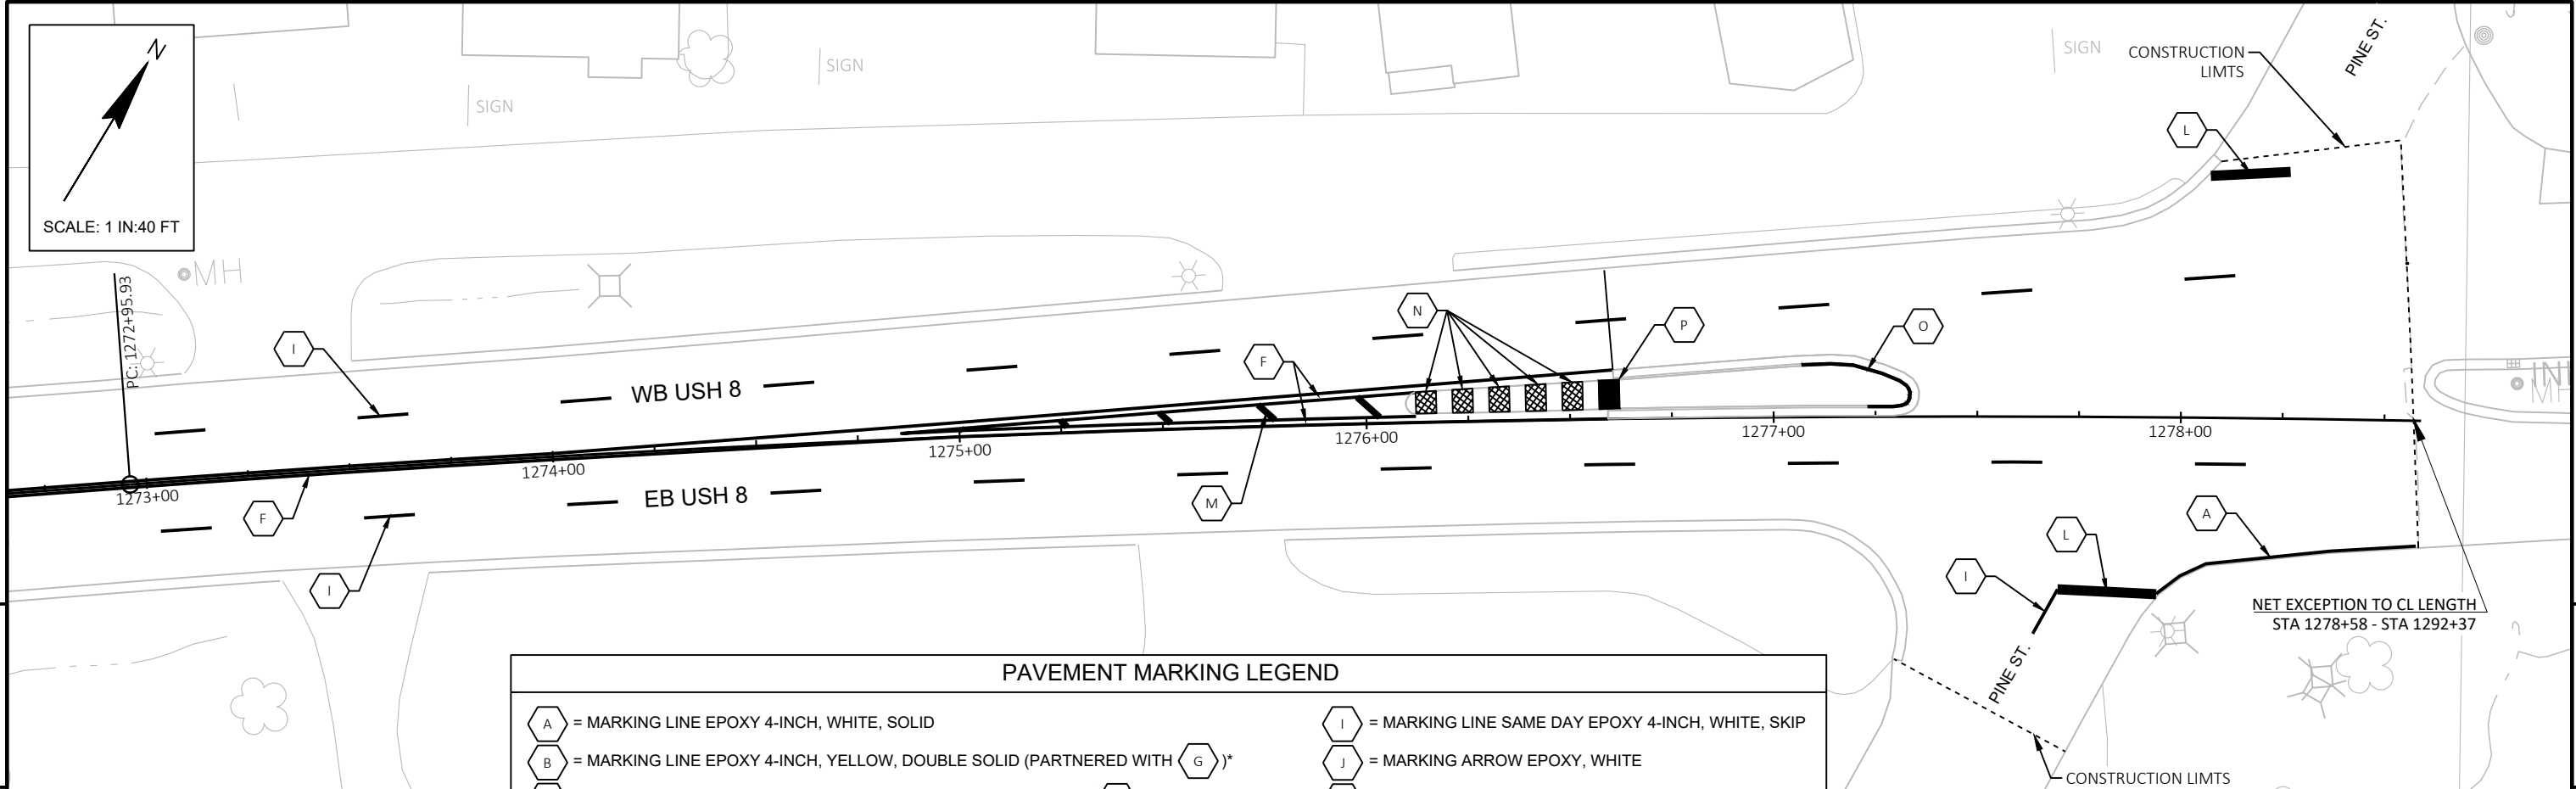 N
SCALE: 1 IN:40 FT
SIGN
SIGN
SIGN
CONSTRUCTION
LIMTS
PINE ST.
L
MH
PC: 1272+95.93
I
WB USH 8
F
N
P
O
1273+00
1274+00
1275+00
1276+00
1277+00
1278+00
F
EB USH 8
M
I
L
A
I
PINE ST.
NET EXCEPTION TO CL LENGTH
STA 1278+58 - STA 1292+37
CONSTRUCTION LIMTS
PAVEMENT MARKING LEGEND
A = MARKING LINE EPOXY 4-INCH, WHITE, SOLID
B = MARKING LINE EPOXY 4-INCH, YELLOW, DOUBLE SOLID (PARTNERED WITH G )*
I = MARKING LINE SAME DAY EPOXY 4-INCH, WHITE, SKIP
J = MARKING ARROW EPOXY, WHITE